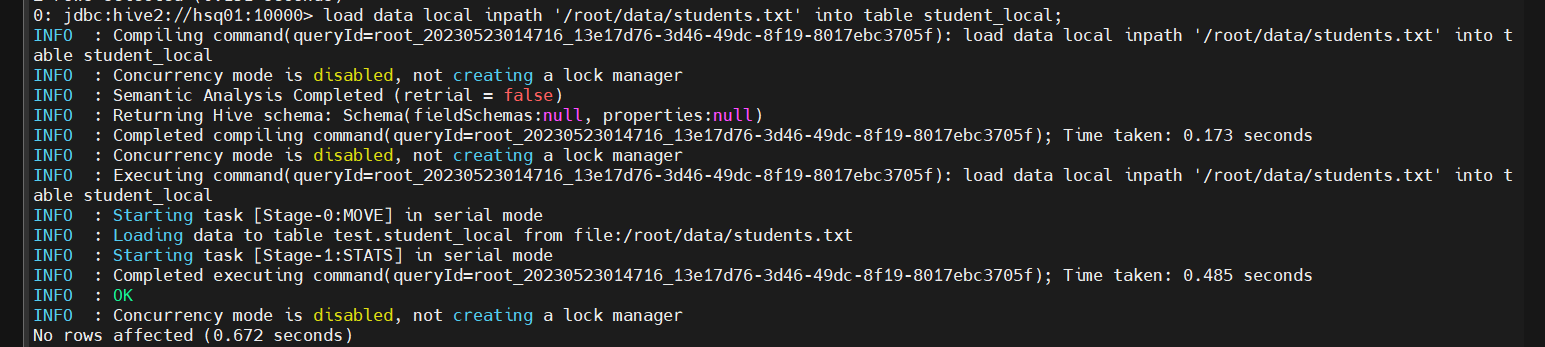 0: jdbc:hive2://hsq01:10000> load data local inpath '/root/data/students.txt' into table student_local;
INFO  : Compiling command(queryId=root_20230523014716_13e17d76-3d46-49dc-8f19-8017ebc3705f): load data local inpath '/root/data/students.txt' into t
able student_local
INFO  : Concurrency mode is disabled, not creating a lock manager
INFO  : Semantic Analysis Completed (retrial = false)
INFO  : Returning Hive schema: Schema(fieldSchemas:null, properties:null)
INFO  : Completed compiling command(queryId=root_20230523014716_13e17d76-3d46-49dc-8f19-8017ebc3705f); Time taken: 0.173 seconds
INFO  : Concurrency mode is disabled, not creating a lock manager
INFO  : Executing command(queryId=root_20230523014716_13e17d76-3d46-49dc-8f19-8017ebc3705f): load data local inpath '/root/data/students.txt' into t
able student_local
INFO  : Starting task [Stage-0:MOVE] in serial mode
INFO  : Loading data to table test.student_local from file:/root/data/students.txt
INFO  : Starting task [Stage-1:STATS] in serial mode
INFO  : Completed executing command(queryId=root_20230523014716_13e17d76-3d46-49dc-8f19-8017ebc3705f); Time taken: 0.485 seconds
INFO  : OK
INFO  : Concurrency mode is disabled, not creating a lock manager
No rows affected (0.672 seconds)